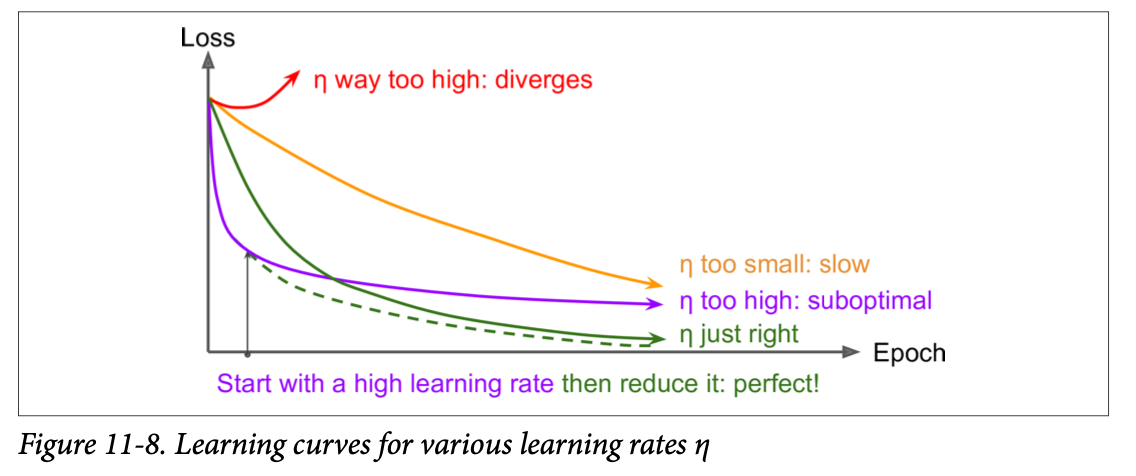 Loss
η way too high: diverges
η too small: slow
η too high: suboptimal
η just right
Epoch
Start with a high learning rate then reduce it: perfect!
Figure 11-8. Learning curves for various learning rates η